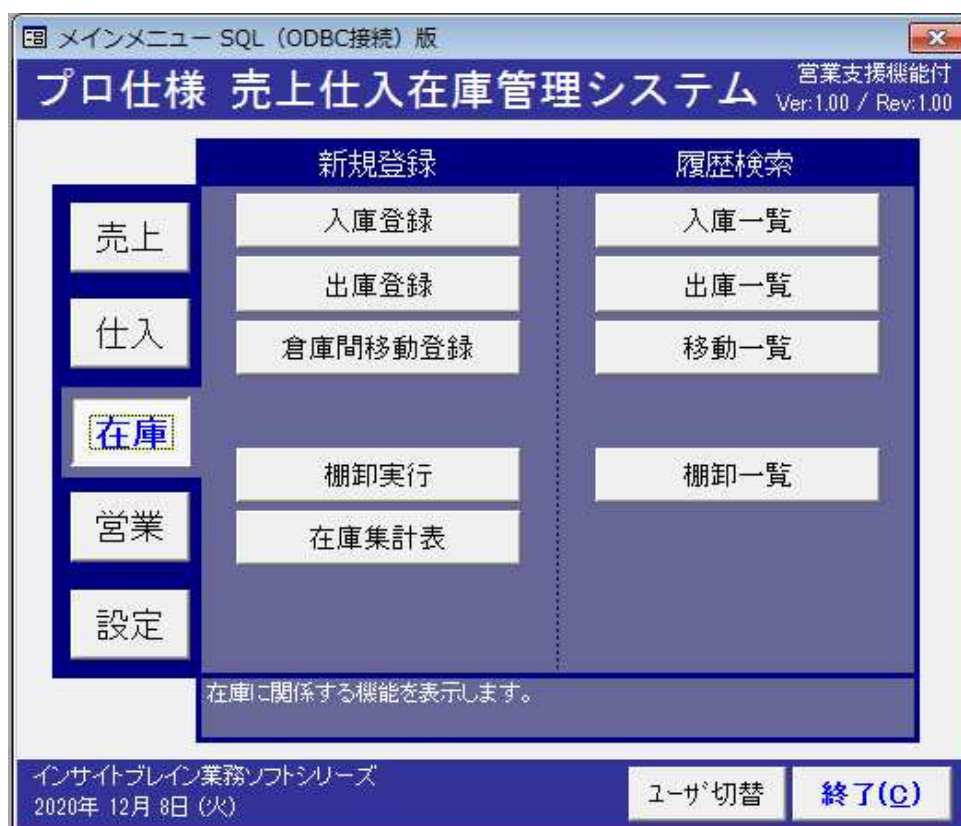 メインメニュー SQL（ODBC接続）版
プロ仕様 売上仕入在庫管理システム
営業支援機能付
Ver:1.00 / Rev:1.00
新規登録
履歴検索
売上
仕入
在庫
営業
設定
入庫登録
入庫一覧
出庫登録
出庫一覧
倉庫間移動登録
移動一覧
棚卸実行
棚卸一覧
在庫集計表
在庫に関係する機能を表示します。
インサイトブレイン業務ソフトシリーズ
2020年 12月 8日 (火)
ﾕｰｻﾞ切替
終了(C)